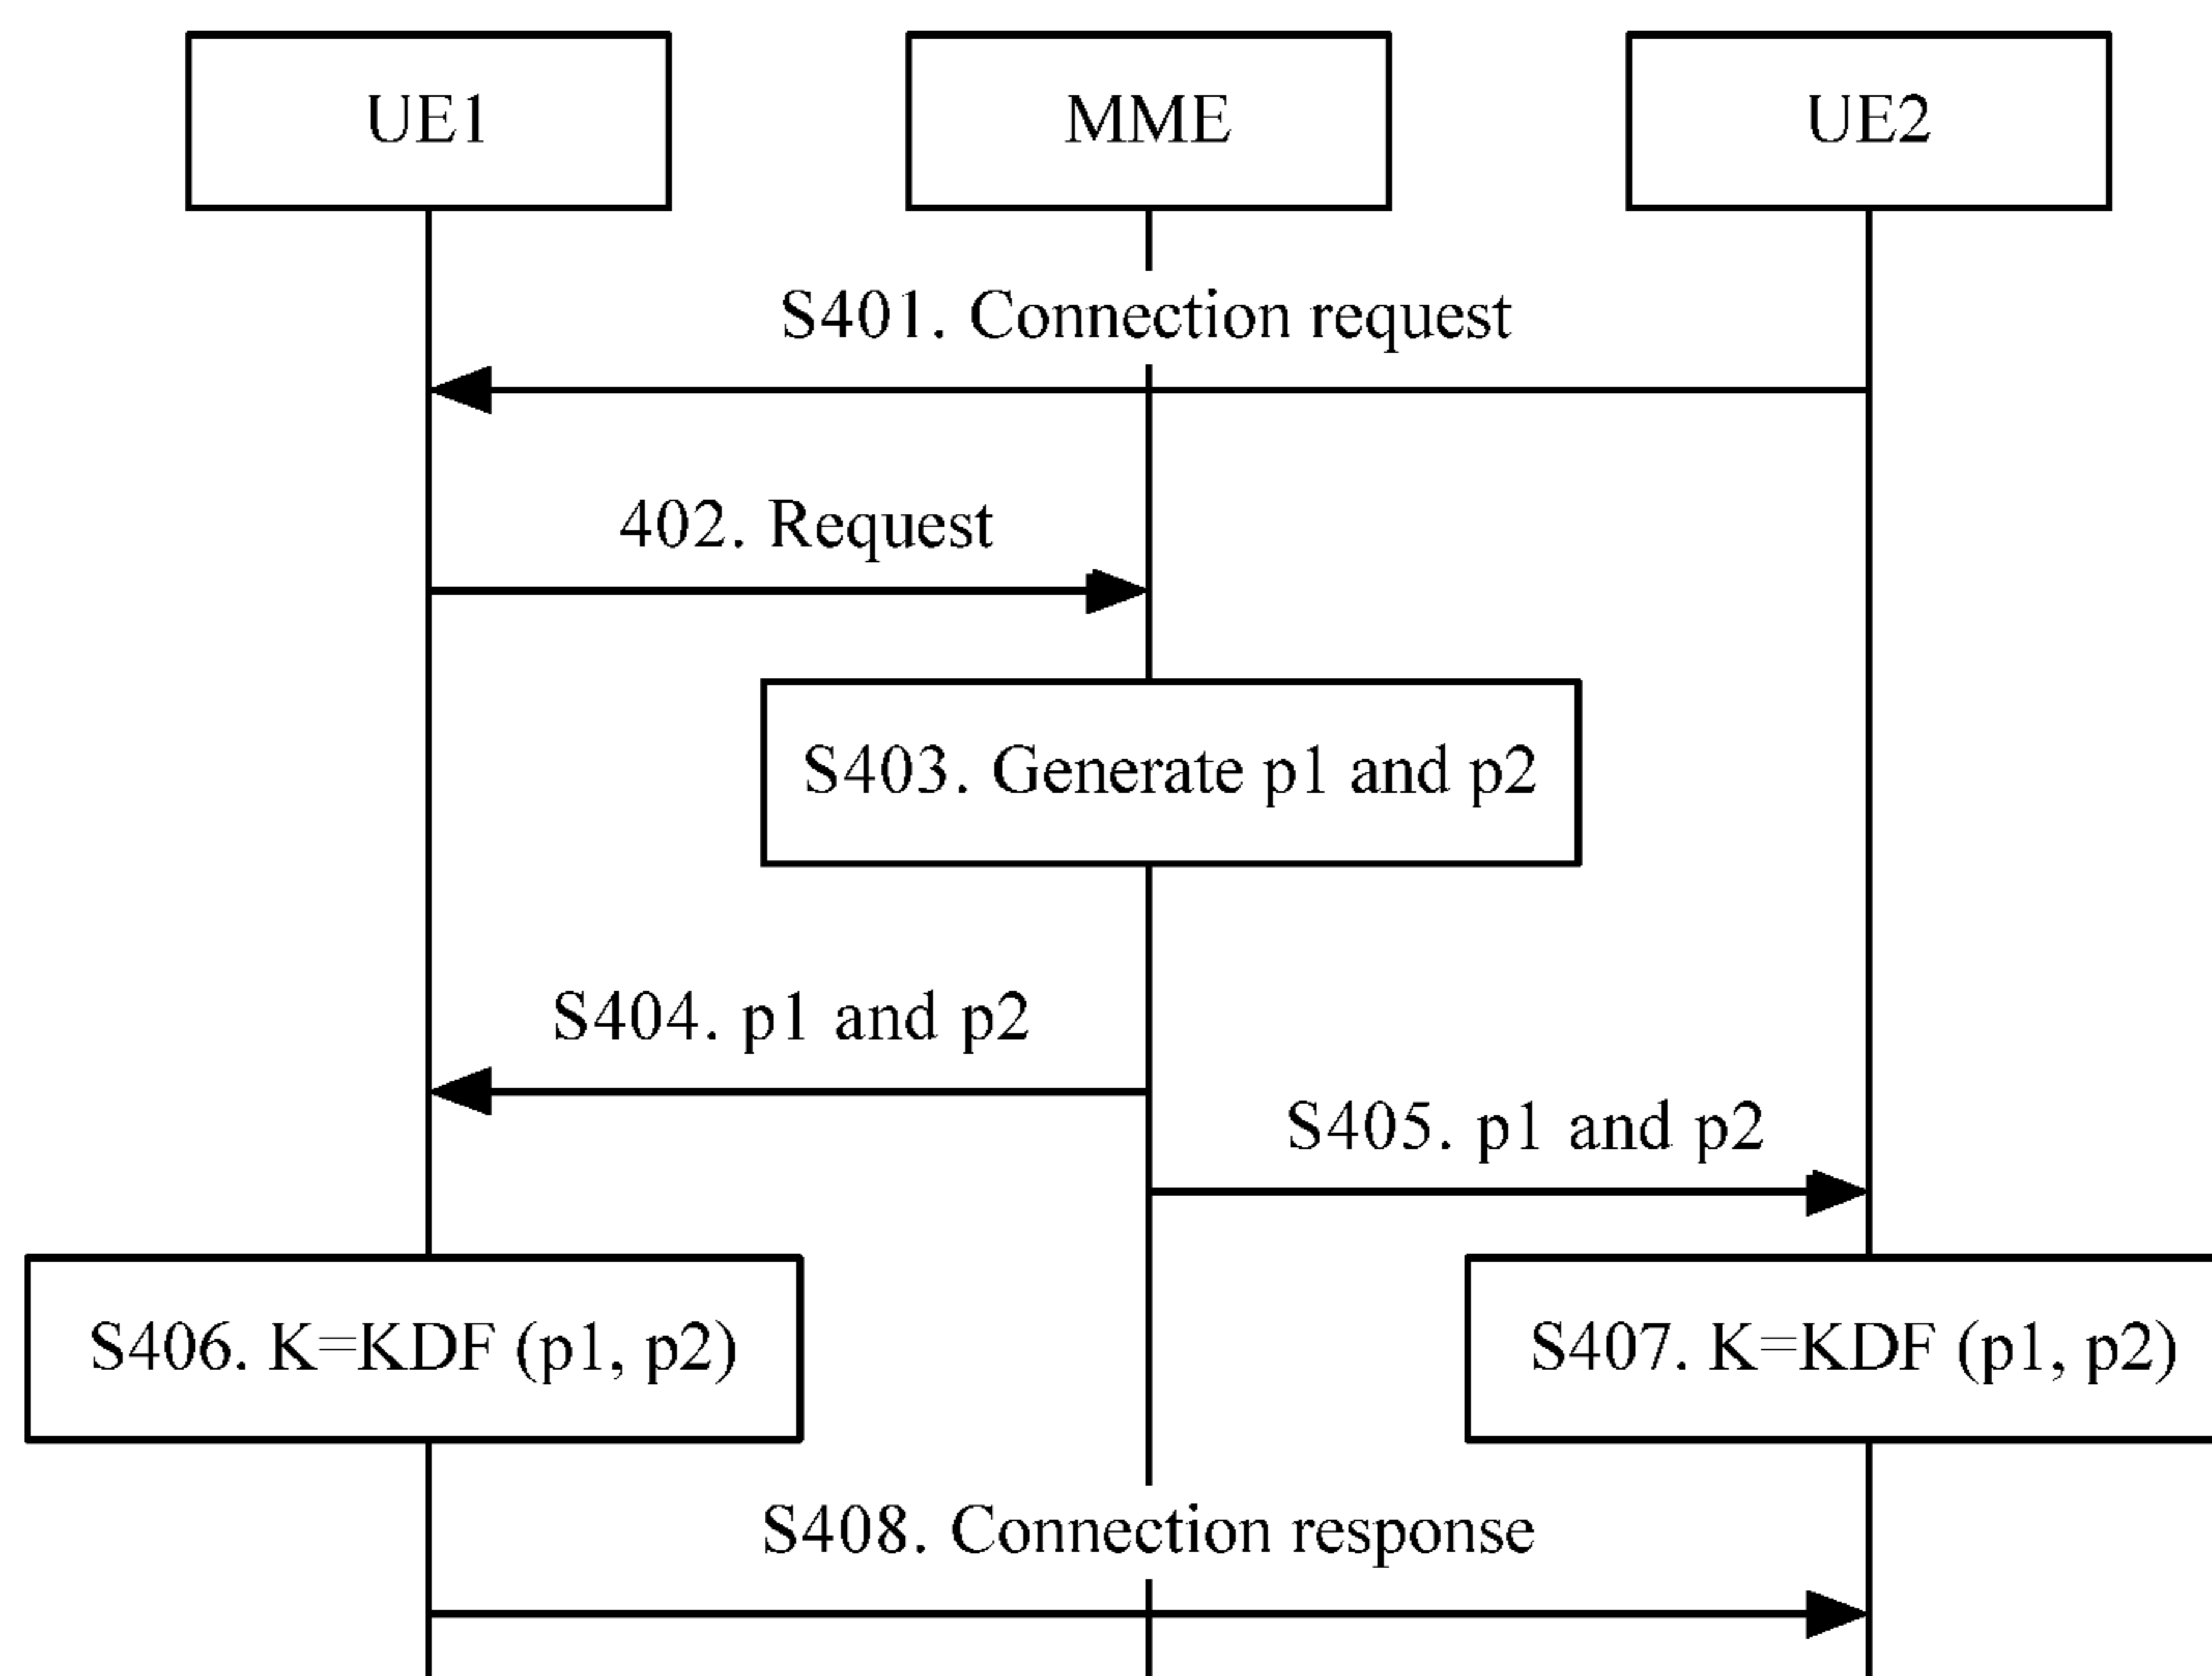 UE1
MME
UE2
S401. Connection request
402. Request
S403. Generate p1 and p2
S404. p1 and p2
S405. p1 and p2
S406. K=KDF (p1, p2)
S407. K=KDF (p1, p2)
S408. Connection response